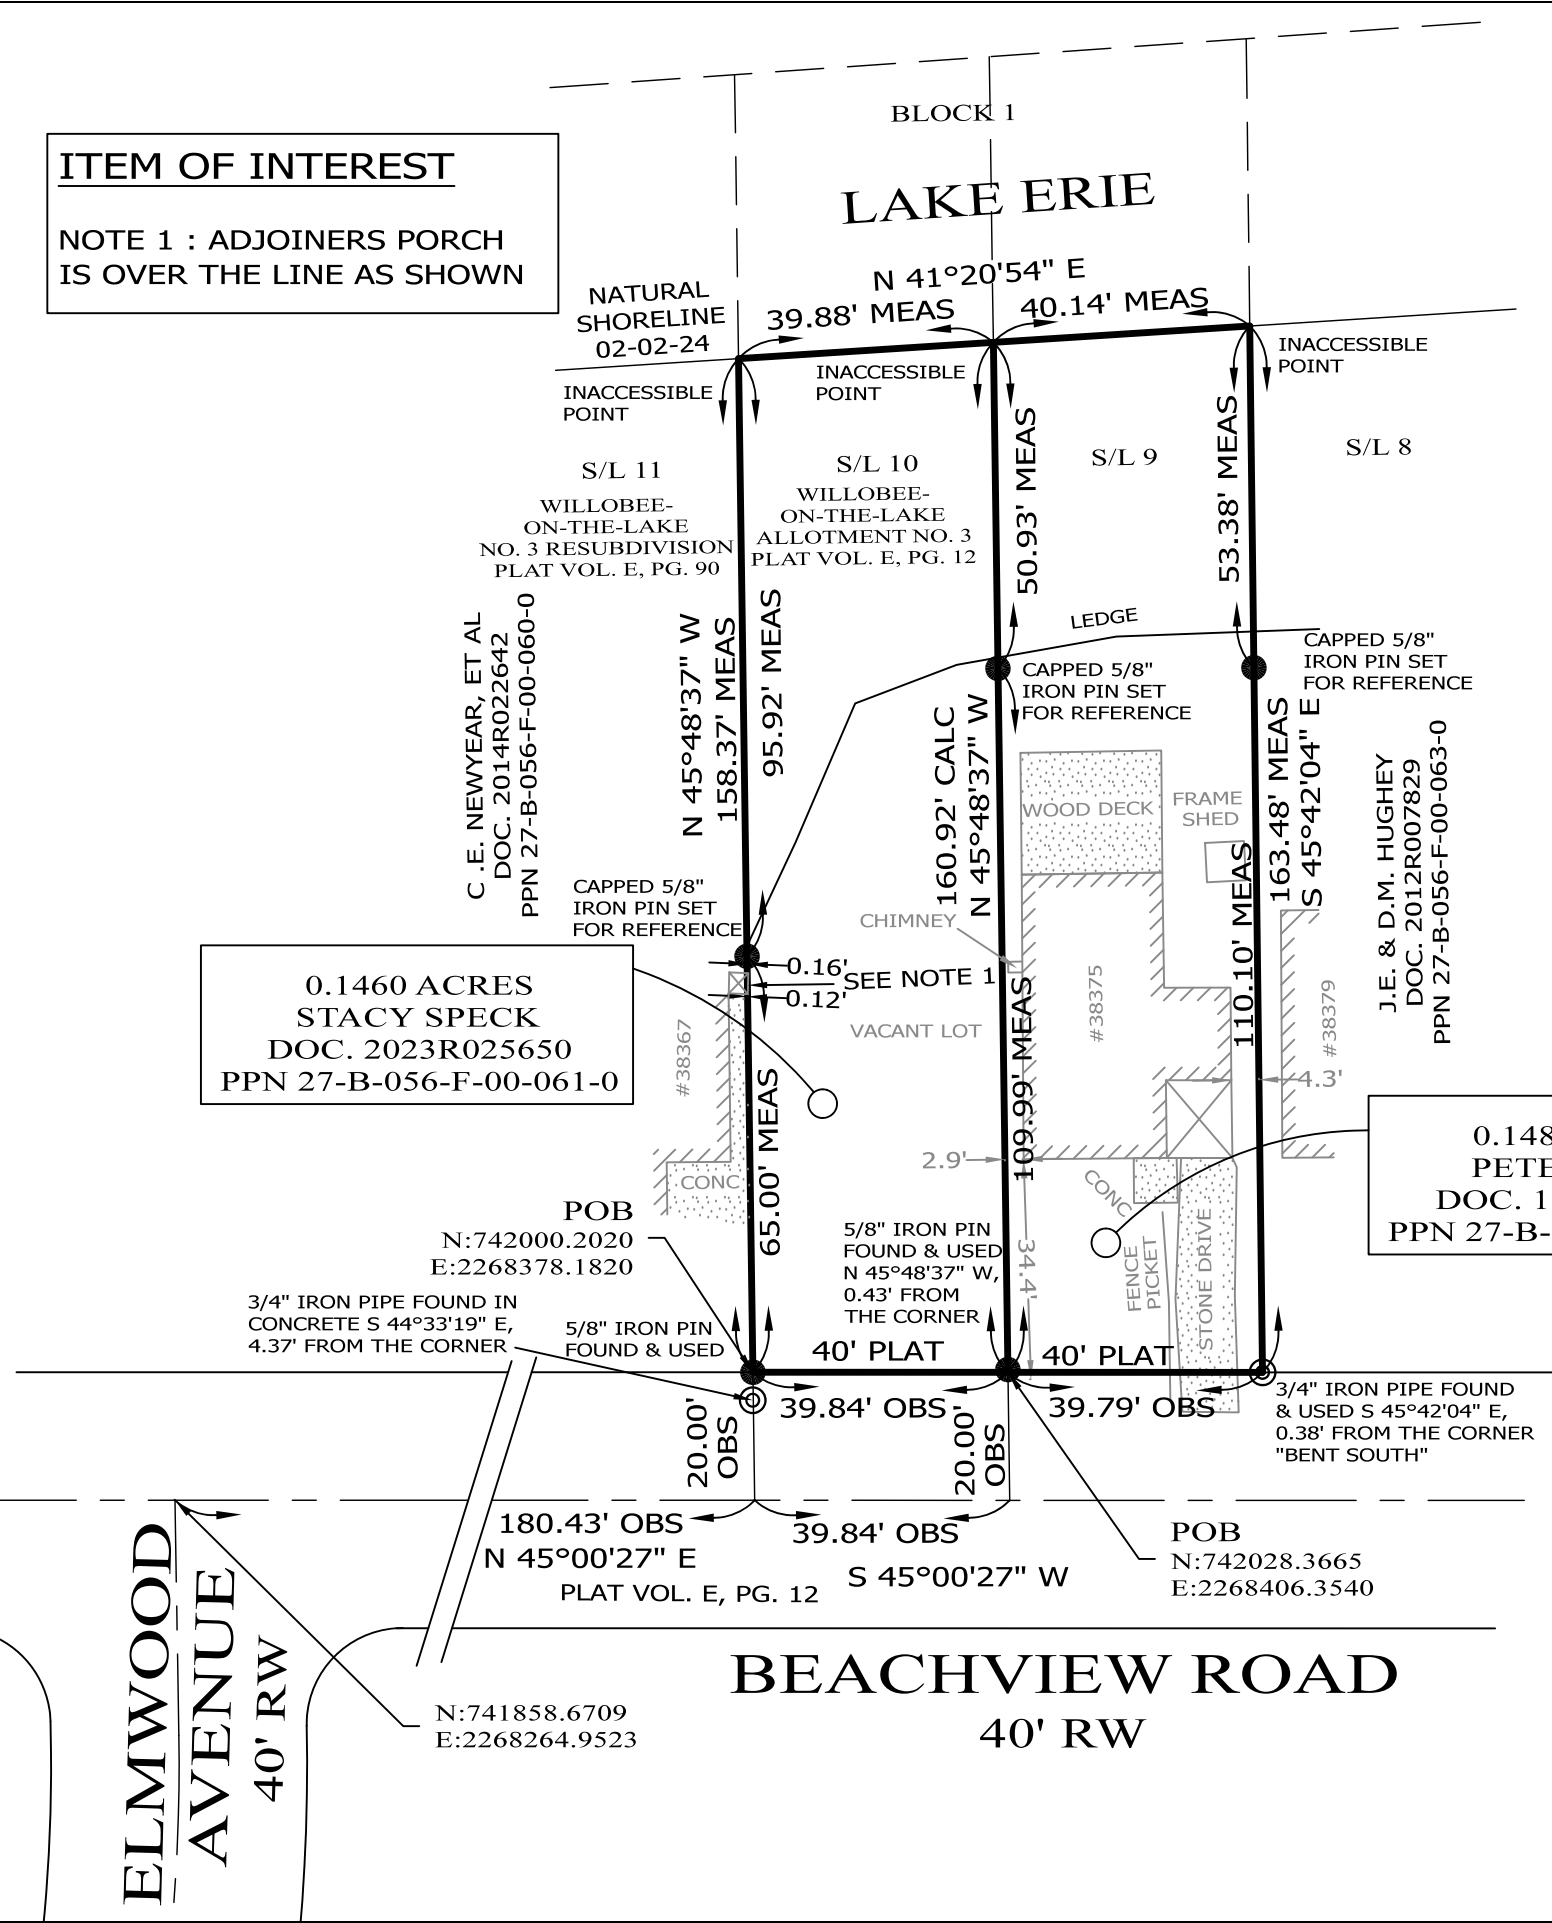 BLOCK 1
LAKE ERIE
ITEM OF INTEREST
NOTE 1 : ADJOINERS PORCH
IS OVER THE LINE AS SHOWN
N 41°20'54" E
39.88' MEAS
40.14' MEAS
NATURAL
SHORELINE
02-02-24
INACCESSIBLE
POINT
INACCESSIBLE
POINT
INACCESSIBLE
POINT
S/L 11
WILLOBEE-
ON-THE-LAKE
NO. 3 RESUBDIVISION
PLAT VOL. E, PG. 90
S/L 10
WILLOBEE-
ON-THE-LAKE
ALLOTMENT NO. 3
PLAT VOL. E, PG. 12
S/L 9
S/L 8
50.93' MEAS
53.38' MEAS
LEDGE
C .E. NEWYEAR, ET AL
DOC. 2014R022642
PPN 27-B-056-F-00-060-0
N 45°48'37" W
158.37' MEAS
95.92' MEAS
CAPPED 5/8"
IRON PIN SET
FOR REFERENCE
CAPPED 5/8"
IRON PIN SET
FOR REFERENCE
160.92' CALC
N 45°48'37" W
WOOD DECK
FRAME
SHED
163.48' MEAS
S 45°42'04" E
J.E. & D.M. HUGHEY
DOC. 2012R007829
PPN 27-B-056-F-00-063-0
CAPPED 5/8"
IRON PIN SET
FOR REFERENCE
CHIMNEY
0.16'
SEE NOTE 1
0.12'
0.1460 ACRES
STACY SPECK
DOC. 2023R025650
PPN 27-B-056-F-00-061-0
#38367
VACANT LOT
109.99' MEAS
#38375
110.10' MEAS
#38379
4.3'
65.00' MEAS
2.9'
CONC
CONC
0.148
PETE
DOC. 1
PPN 27-B-
POB
N:742000.2020
E:2268378.1820
5/8" IRON PIN
FOUND & USED
N 45°48'37" W,
0.43' FROM
THE CORNER
34.4'
FENCE
PICKET
STONE DRIVE
3/4" IRON PIPE FOUND IN
CONCRETE S 44°33'19" E,
4.37' FROM THE CORNER
5/8" IRON PIN
FOUND & USED
40' PLAT
40' PLAT
39.84' OBS
39.79' OBS
3/4" IRON PIPE FOUND
& USED S 45°42'04" E,
0.38' FROM THE CORNER
"BENT SOUTH"
20.00'
OBS
20.00'
OBS
180.43' OBS
N 45°00'27" E
39.84' OBS
S 45°00'27" W
PLAT VOL. E, PG. 12
POB
N:742028.3665
E:2268406.3540
ELMWOOD
AVENUE
40' RW
N:741858.6709
E:2268264.9523
BEACHVIEW ROAD
40' RW